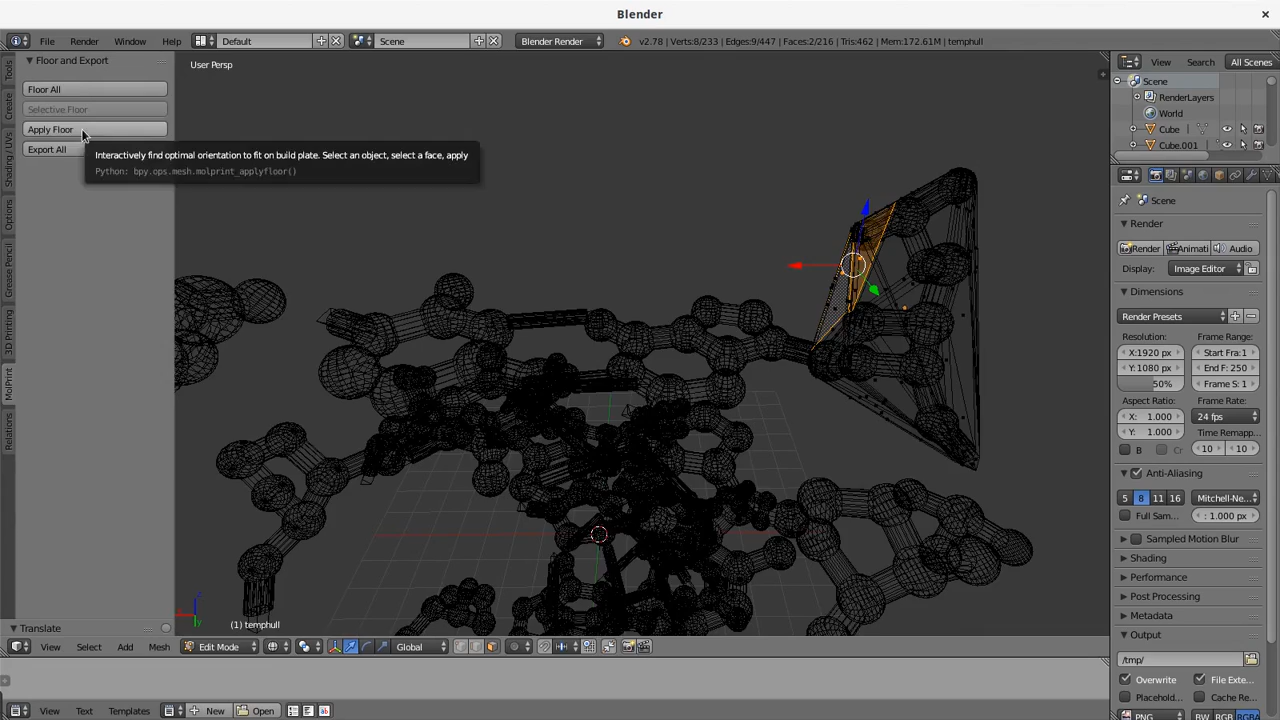 Blender
File Render Window Help Default Scene Blender Render v2.78 | Verts:8/233 | Edges:9/447 | Faces:2/216 | Tris:462 | Mem:172.61M | temphull
Floor and Export
Floor All
Selective Floor
Apply Floor
Export All
Interactively find optimal orientation to fit on build plate. Select an object, select a face, apply
Python: bpy.ops.mesh.molprint_applyfloor()
Tools
Create
Shading / UVs
Options
Grease Pencil
3D Printing
MolPrint
Relations
User Persp
(1) temphull
Translate
View Select Add Mesh Edit Mode Global
View Text Templates New Open
View Search All Scenes
Scene
RenderLayers
World
Cube
Cube.001
Scene
Render
Render Animati Audio
Display: Image Editor
Dimensions
Render Presets
Resolution: Frame Range:
X:1920 px Start Fra:1
Y:1080 px End F: 250
50% Frame S: 1
Aspect Ratio: Frame Rate:
X: 1.000 24 fps
Y: 1.000 Time Remapp...
B Cr 10 10
Anti-Aliasing
5 8 11 16 Mitchell-Ne...
Full Sam... : 1.000 px
Sampled Motion Blur
Shading
Performance
Post Processing
Metadata
Output
/tmp/
Overwrite File Exte...
Placehold... Cache Re...
PNG BW RGB RGBA